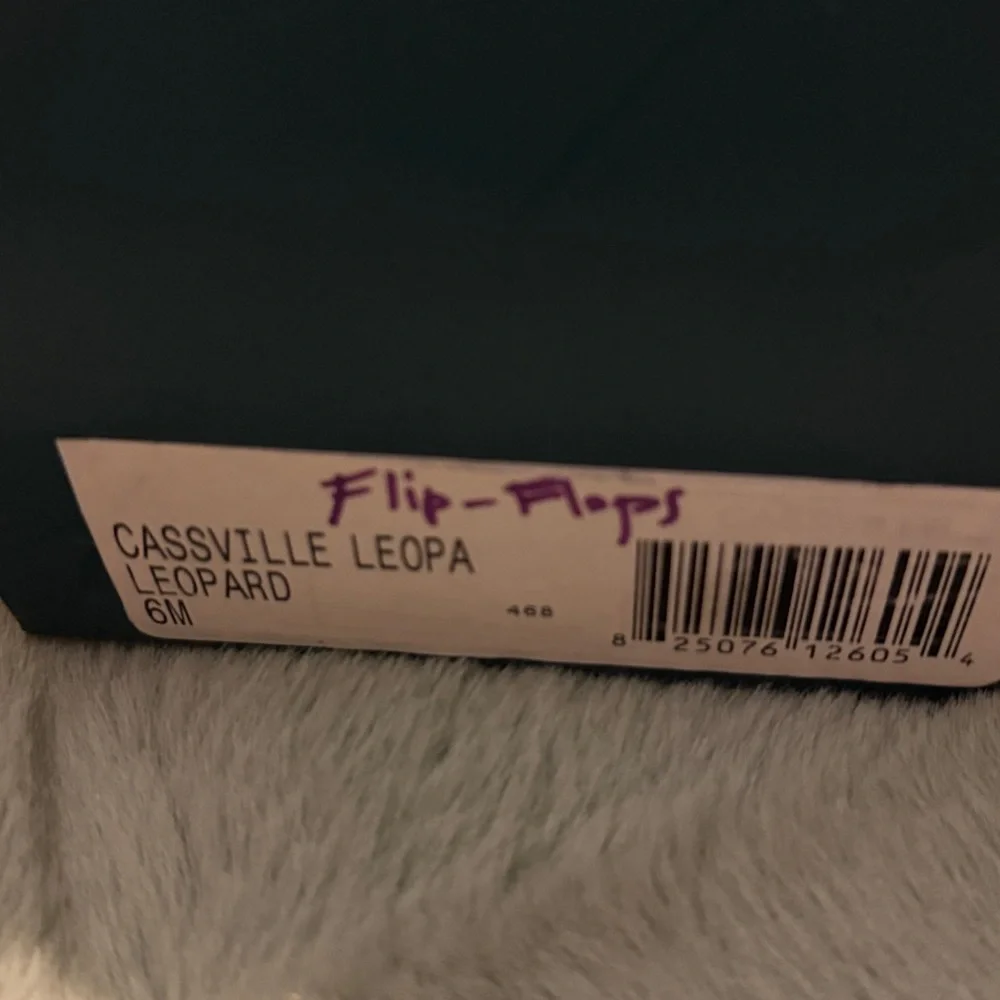 Flip-Flops
CASSVILLE LEOPA
LEOPARD
6M
468
8 25076 12605 4